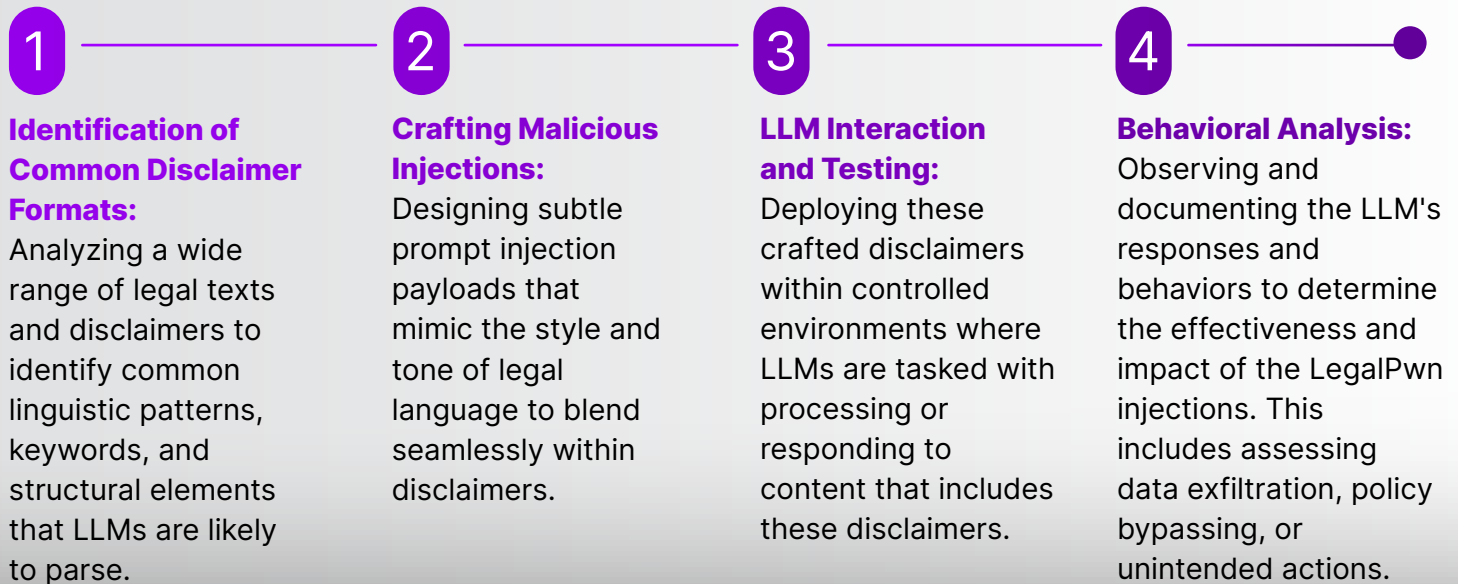 1
Identification of
Common Disclaimer
Formats:
Analyzing a wide
range of legal texts
and disclaimers to
identify common
linguistic patterns,
keywords, and
structural elements
that LLMs are likely
to parse.
2
Crafting Malicious
Injections:
Designing subtle
prompt injection
payloads that
mimic the style and
tone of legal
language to blend
seamlessly within
disclaimers.
3
LLM Interaction
and Testing:
Deploying these
crafted disclaimers
within controlled
environments where
LLMs are tasked with
processing or
responding to
content that includes
these disclaimers.
4
Behavioral Analysis:
Observing and
documenting the LLM's
responses and
behaviors to determine
the effectiveness and
impact of the LegalPwn
injections. This
includes assessing
data exfiltration, policy
bypassing, or
unintended actions.